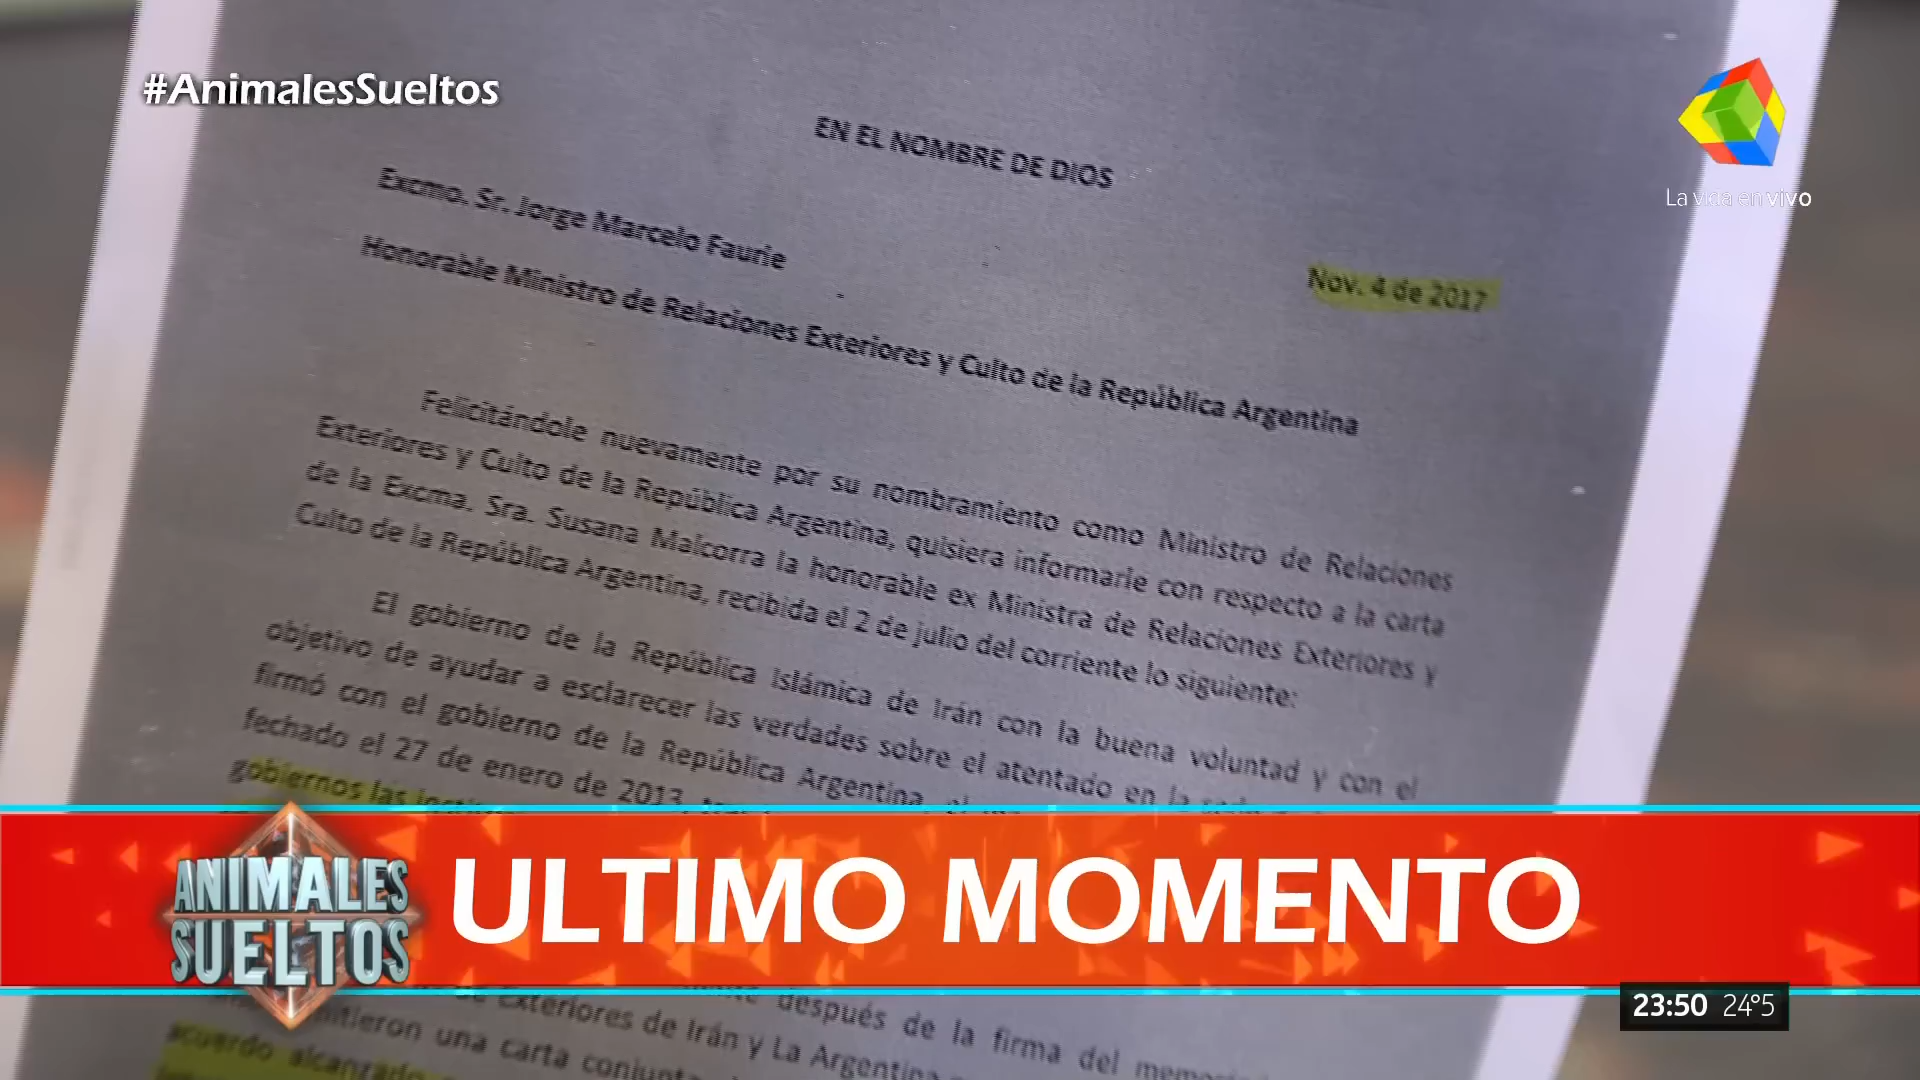 #AnimalesSueltos
La vida en vivo
EN EL NOMBRE DE DIOS
Excmo. Sr. Jorge Marcelo Faurie
Nov. 4 de 2017
Honorable Ministro de Relaciones Exteriores y Culto de la República Argentina
Felicitándole nuevamente por su nombramiento como Ministro de Relaciones
Exteriores y Culto de la República Argentina, quisiera informarle con respecto a la carta
de la Excma. Sra. Susana Malcorra la honorable ex Ministra de Relaciones Exteriores y
Culto de la República Argentina, recibida el 2 de julio del corriente lo siguiente:
El gobierno de la República Islámica de Irán con la buena voluntad y con el
objetivo de ayudar a esclarecer las verdades sobre el atentado en la
firmó con el gobierno de la República Argentina,
fechado el 27 de enero de 2013,
gobiernos las
ANIMALES
SUELTOS
ULTIMO MOMENTO
de Exteriores de Irán y La Argentina
después de la firma del
una carta conjunta
acuerdo alcanzado
23:50 24°5